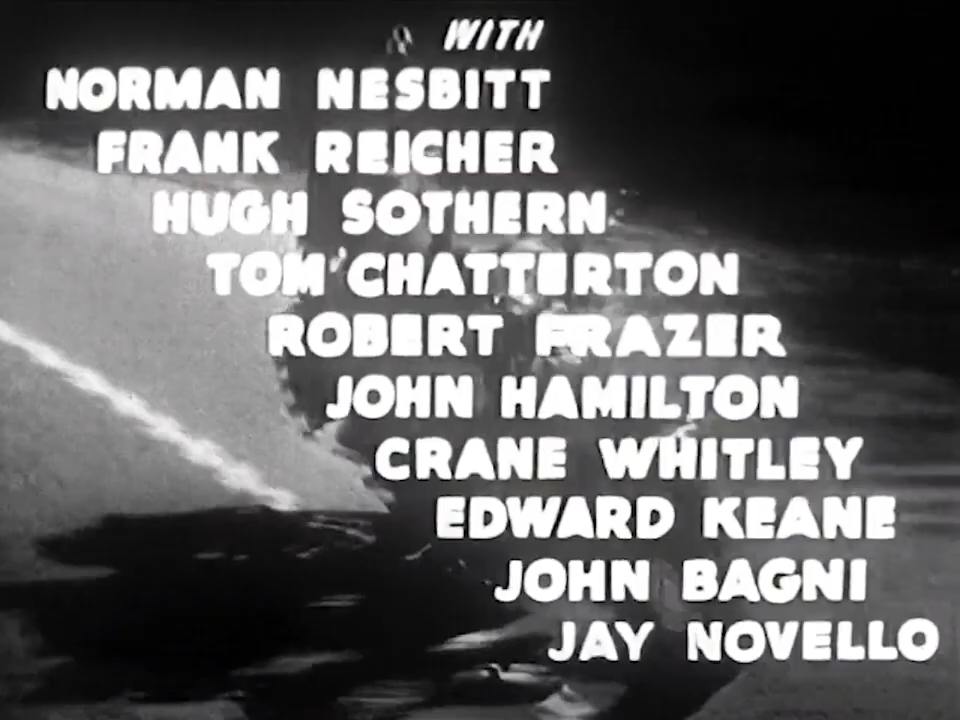 WITH
NORMAN NESBITT
FRANK REICHER
HUGH SOTHERN
TOM CHATTERTON
ROBERT FRAZER
JOHN HAMILTON
CRANE WHITLEY
EDWARD KEANE
JOHN BAGNI
JAY NOVELLO